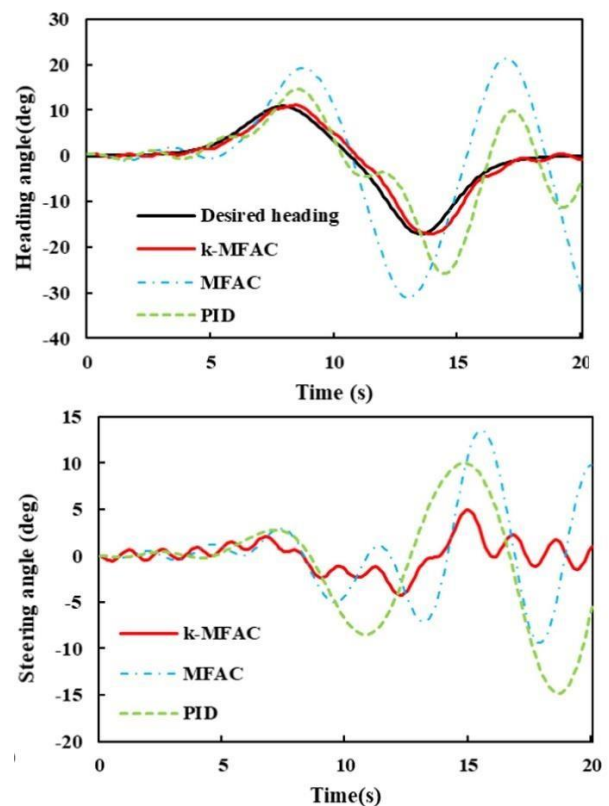 30
20
10
0
-10
-20
-30
-40
Heading angle(deg)
Desired heading
k-MFAC
MFAC
PID
0 5 10 15 20
Time (s)
15
10
5
0
-5
-10
-15
-20
Steering angle (deg)
k-MFAC
MFAC
PID
0 5 10 15 20
Time(s)